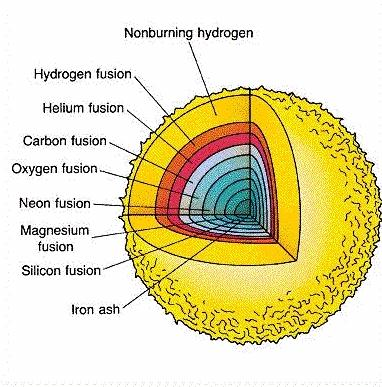 Nonburning hydrogen
Hydrogen fusion
Helium fusion
Carbon fusion
Oxygen fusion
Neon fusion
Magnesium
fusion
Silicon fusion
Iron ash